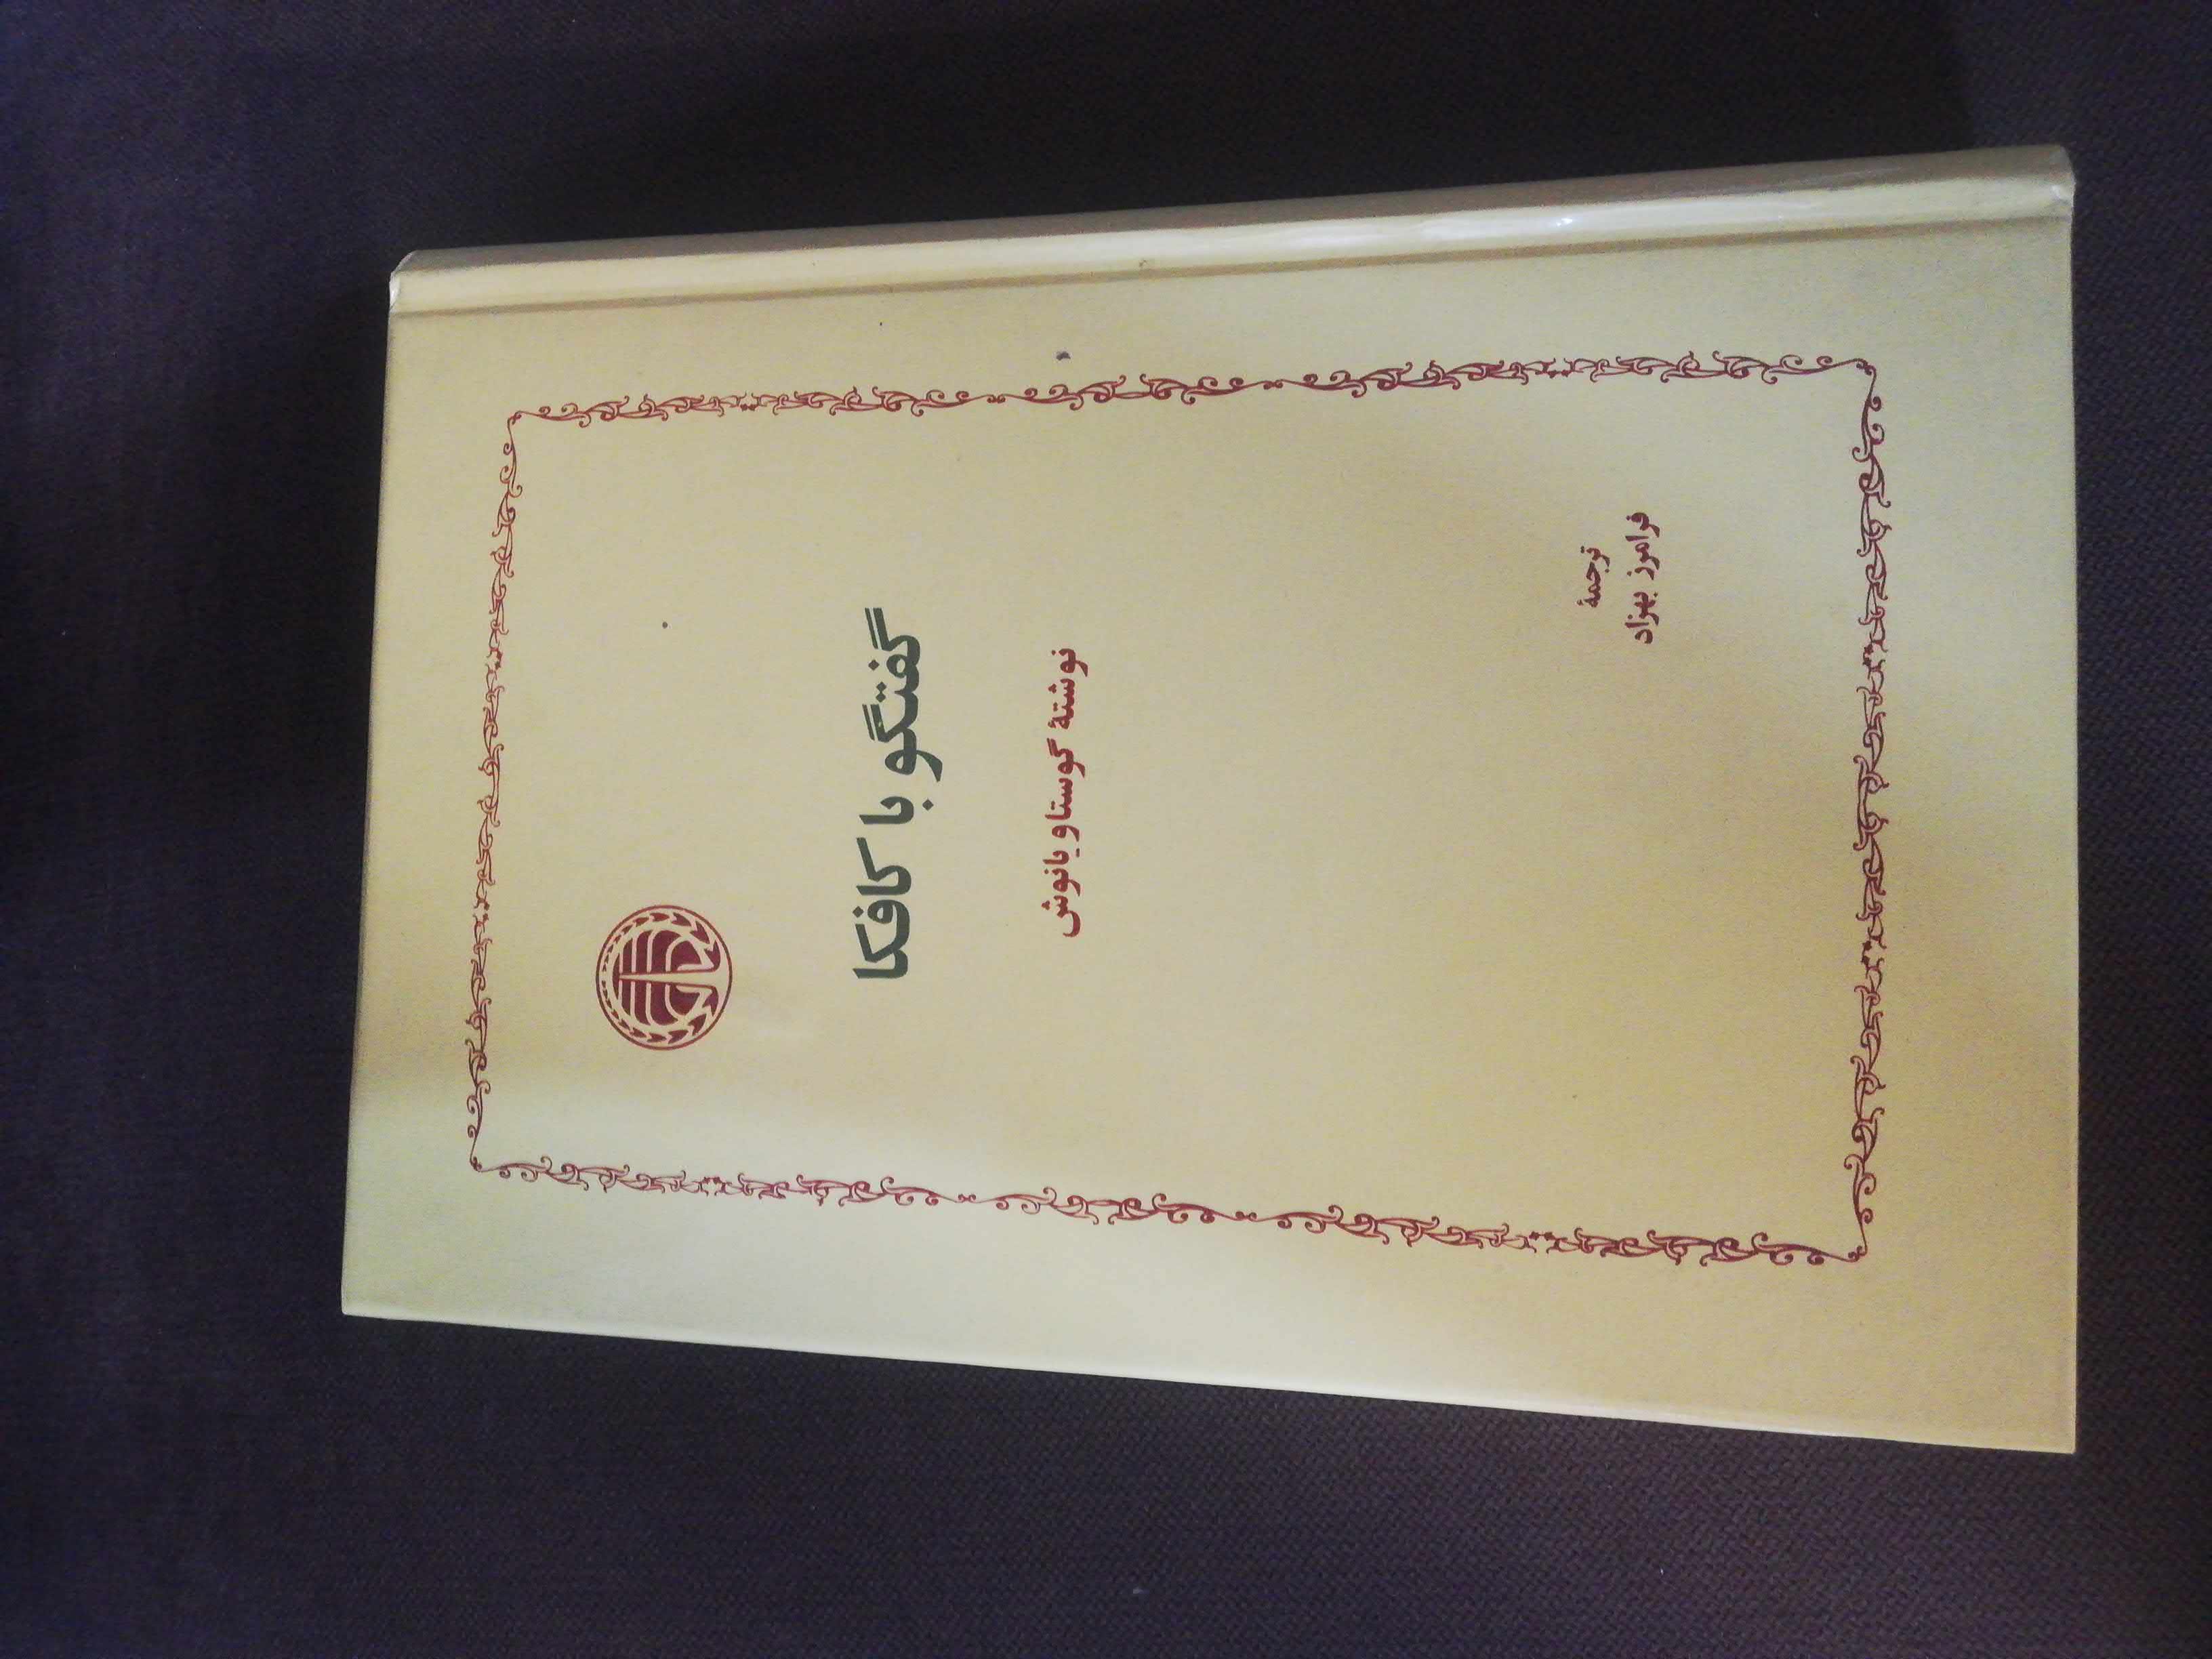 گفتگو با کافکا
نوشتهٔ گوستاو یانوش
ترجمهٔ
فرامرز بهزاد